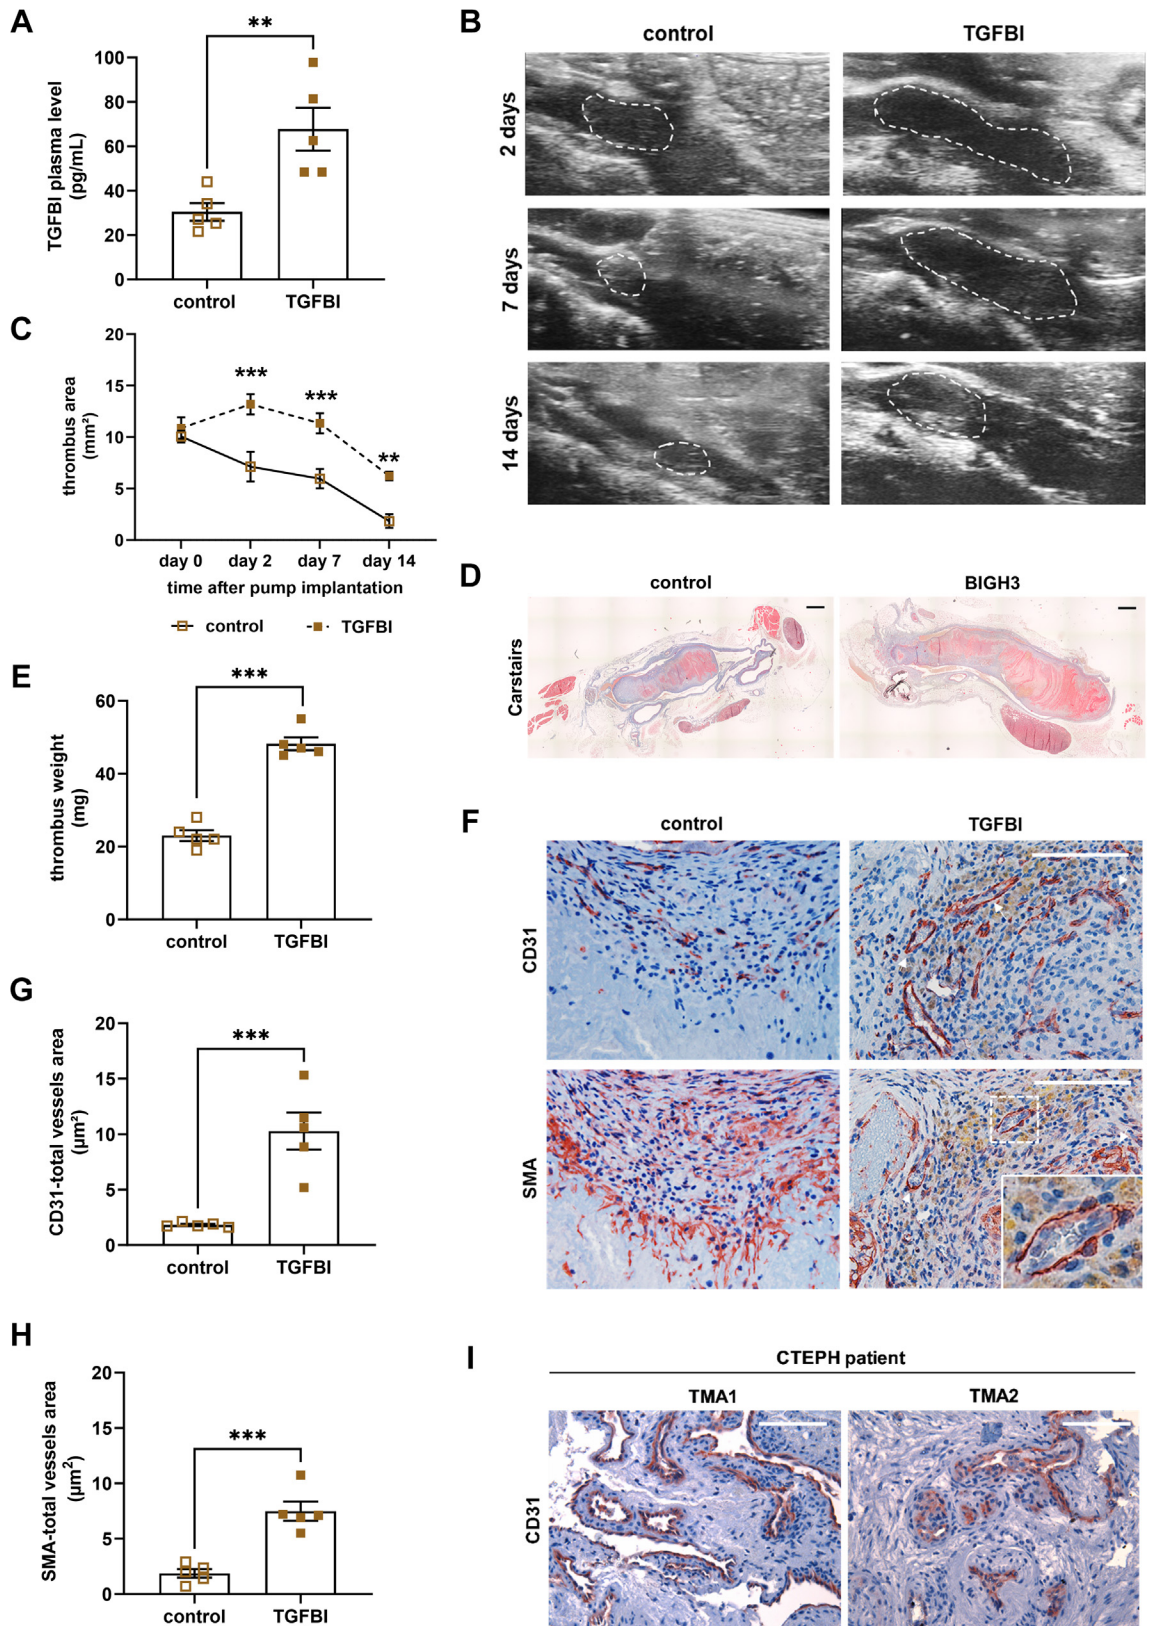 A
**
TGFBI plasma level
(pg/mL)
100
80
60
40
20
0
control
TGFBI
B
control
TGFBI
2 days
7 days
14 days
C
thrombus area
(mm²)
20
15
10
5
0
***
***
**
day 0
day 2
day 7
day 14
time after pump implantation
control
TGFBI
D
control
BIGH3
Carstairs
E
***
thrombus weight
(mg)
60
40
20
0
control
TGFBI
F
control
TGFBI
CD31
SMA
G
***
CD31-total vessels area
(µm²)
20
15
10
5
0
control
TGFBI
H
***
SMA-total vessels area
(µm²)
20
15
10
5
0
control
TGFBI
I
CTEPH patient
TMA1
TMA2
CD31